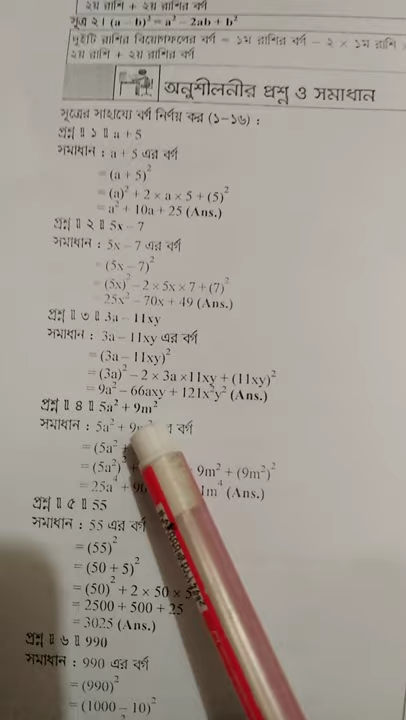 ২য় রাশি + ২য় রাশির বর্গ
সূত্র ২। (a − b)² = a² − 2ab + b²
দুইটি রাশির বিয়োগফলের বর্গ = ১ম রাশির বর্গ − ২ × ১ম রাশি ×
২য় রাশি + ২য় রাশির বর্গ
অনুশীলনীর প্রশ্ন ও সমাধান
সূত্রের সাহায্যে বর্গ নির্ণয় কর (১−১৬) :
প্রশ্ন ॥ ১ ॥ a + 5
সমাধান : a + 5 এর বর্গ
= (a + 5)²
= (a)² + 2 × a × 5 + (5)²
= a² + 10a + 25 (Ans.)
প্রশ্ন ॥ ২ ॥ 5x − 7
সমাধান : 5x − 7 এর বর্গ
= (5x − 7)²
= (5x)² − 2 × 5x × 7 + (7)²
= 25x² − 70x + 49 (Ans.)
প্রশ্ন ॥ ৩ ॥ 3a − 11xy
সমাধান : 3a − 11xy এর বর্গ
= (3a − 11xy)²
= (3a)² − 2 × 3a × 11xy + (11xy)²
= 9a² − 66axy + 121x²y² (Ans.)
প্রশ্ন ॥ ৪ ॥ 5a² + 9m²
সমাধান : 5a² + 9m² এর বর্গ
= (5a² +
= (5a²)² × 9m² + (9m²)²
= 25a⁴ + 90 1m⁴ (Ans.)
প্রশ্ন ॥ ৫ ॥ 55
সমাধান : 55 এর বর্গ
= (55)²
= (50 + 5)²
= (50)² + 2 × 50 × 5
= 2500 + 500 + 25
= 3025 (Ans.)
প্রশ্ন ॥ ৬ ॥ 990
সমাধান : 990 এর বর্গ
= (990)²
= (1000 − 10)²